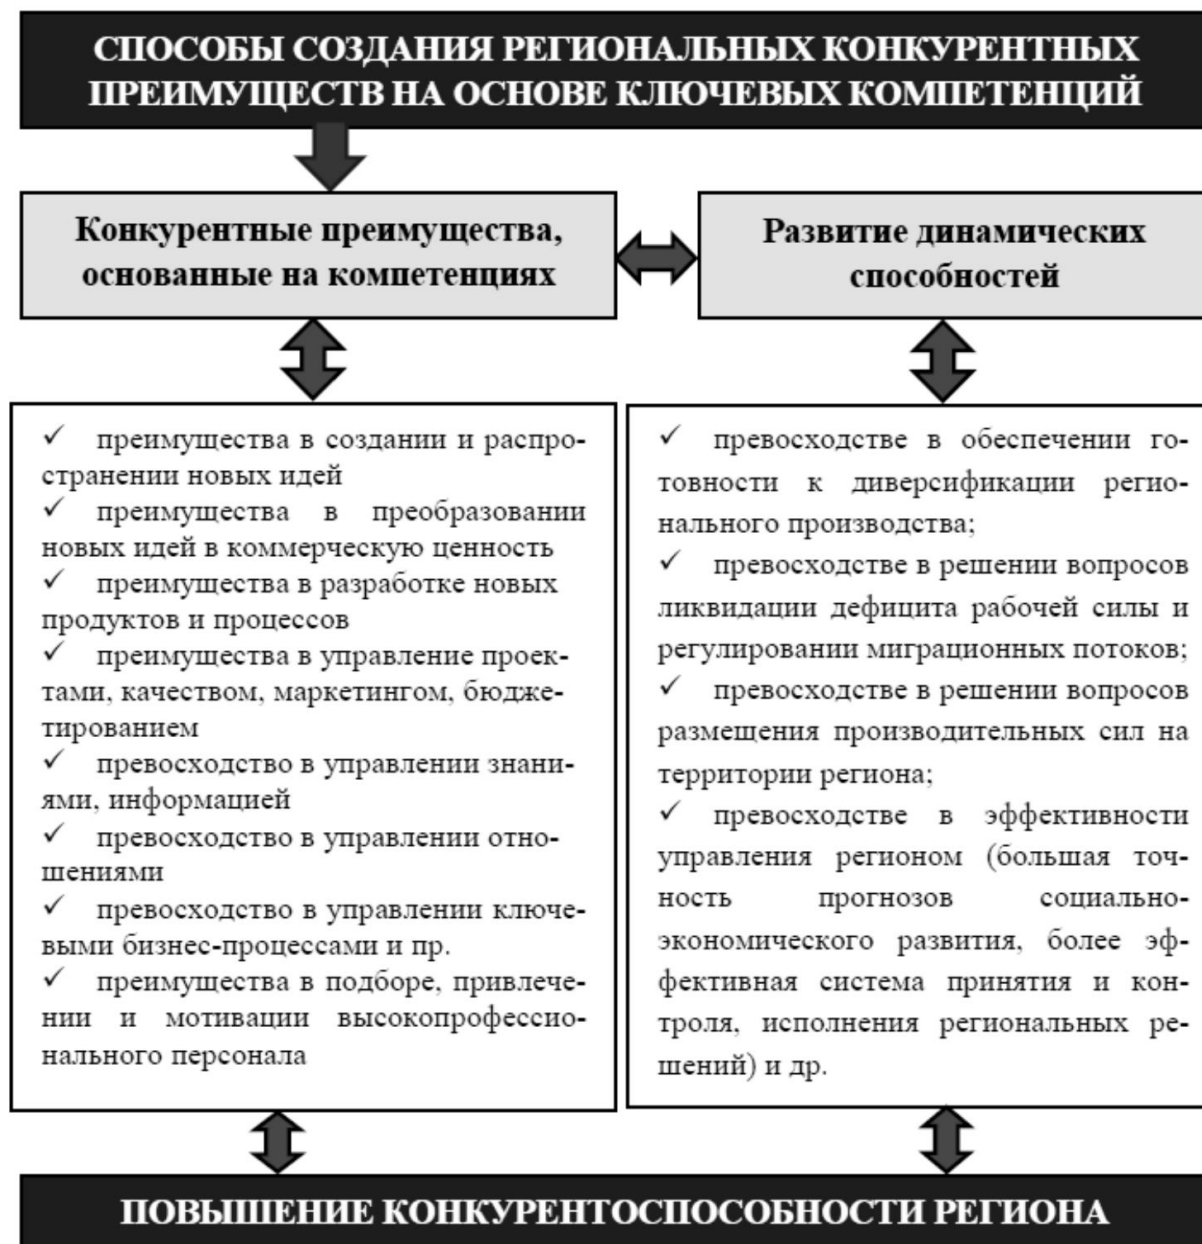 СПОСОБЫ СОЗДАНИЯ РЕГИОНАЛЬНЫХ КОНКУРЕНТНЫХ
ПРЕИМУЩЕСТВ НА ОСНОВЕ КЛЮЧЕВЫХ КОМПЕТЕНЦИЙ
Конкурентные преимущества,
основанные на компетенциях
Развитие динамических
способностей
✓ преимущества в создании и распро-
странении новых идей
✓ преимущества в преобразовании
новых идей в коммерческую ценность
✓ преимущества в разработке новых
продуктов и процессов
✓ преимущества в управление проек-
тами, качеством, маркетингом, бюдже-
тированием
✓ превосходство в управлении знани-
ями, информацией
✓ превосходство в управлении отно-
шениями
✓ превосходство в управлении ключе-
выми бизнес-процессами и пр.
✓ преимущества в подборе, привлече-
нии и мотивации высокопрофессио-
нального персонала
✓ превосходстве в обеспечении го-
товности к диверсификации регио-
нального производства;
✓ превосходстве в решении вопросов
ликвидации дефицита рабочей силы и
регулировании миграционных потоков;
✓ превосходстве в решении вопросов
размещения производительных сил на
территории региона;
✓ превосходстве в эффективности
управления регионом (большая точ-
ность прогнозов социально-
экономического развития, более эф-
фективная система принятия и кон-
троля, исполнения региональных ре-
шений) и др.
ПОВЫШЕНИЕ КОНКУРЕНТОСПОСОБНОСТИ РЕГИОНА